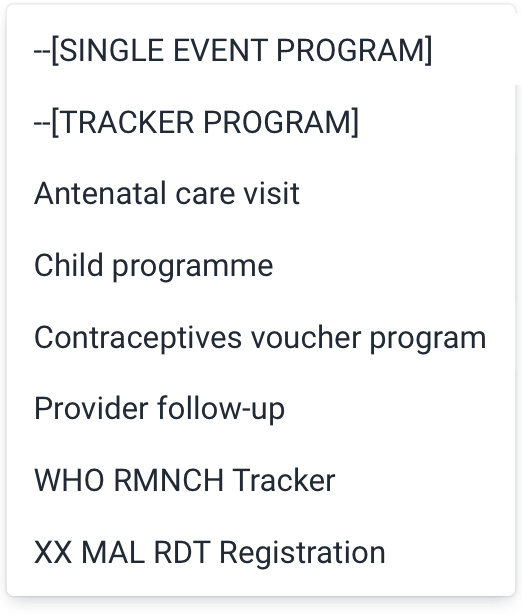 --[SINGLE EVENT PROGRAM]
--[TRACKER PROGRAM]
Antenatal care visit
Child programme
Contraceptives voucher program
Provider follow-up
WHO RMNCH Tracker
XX MAL RDT Registration